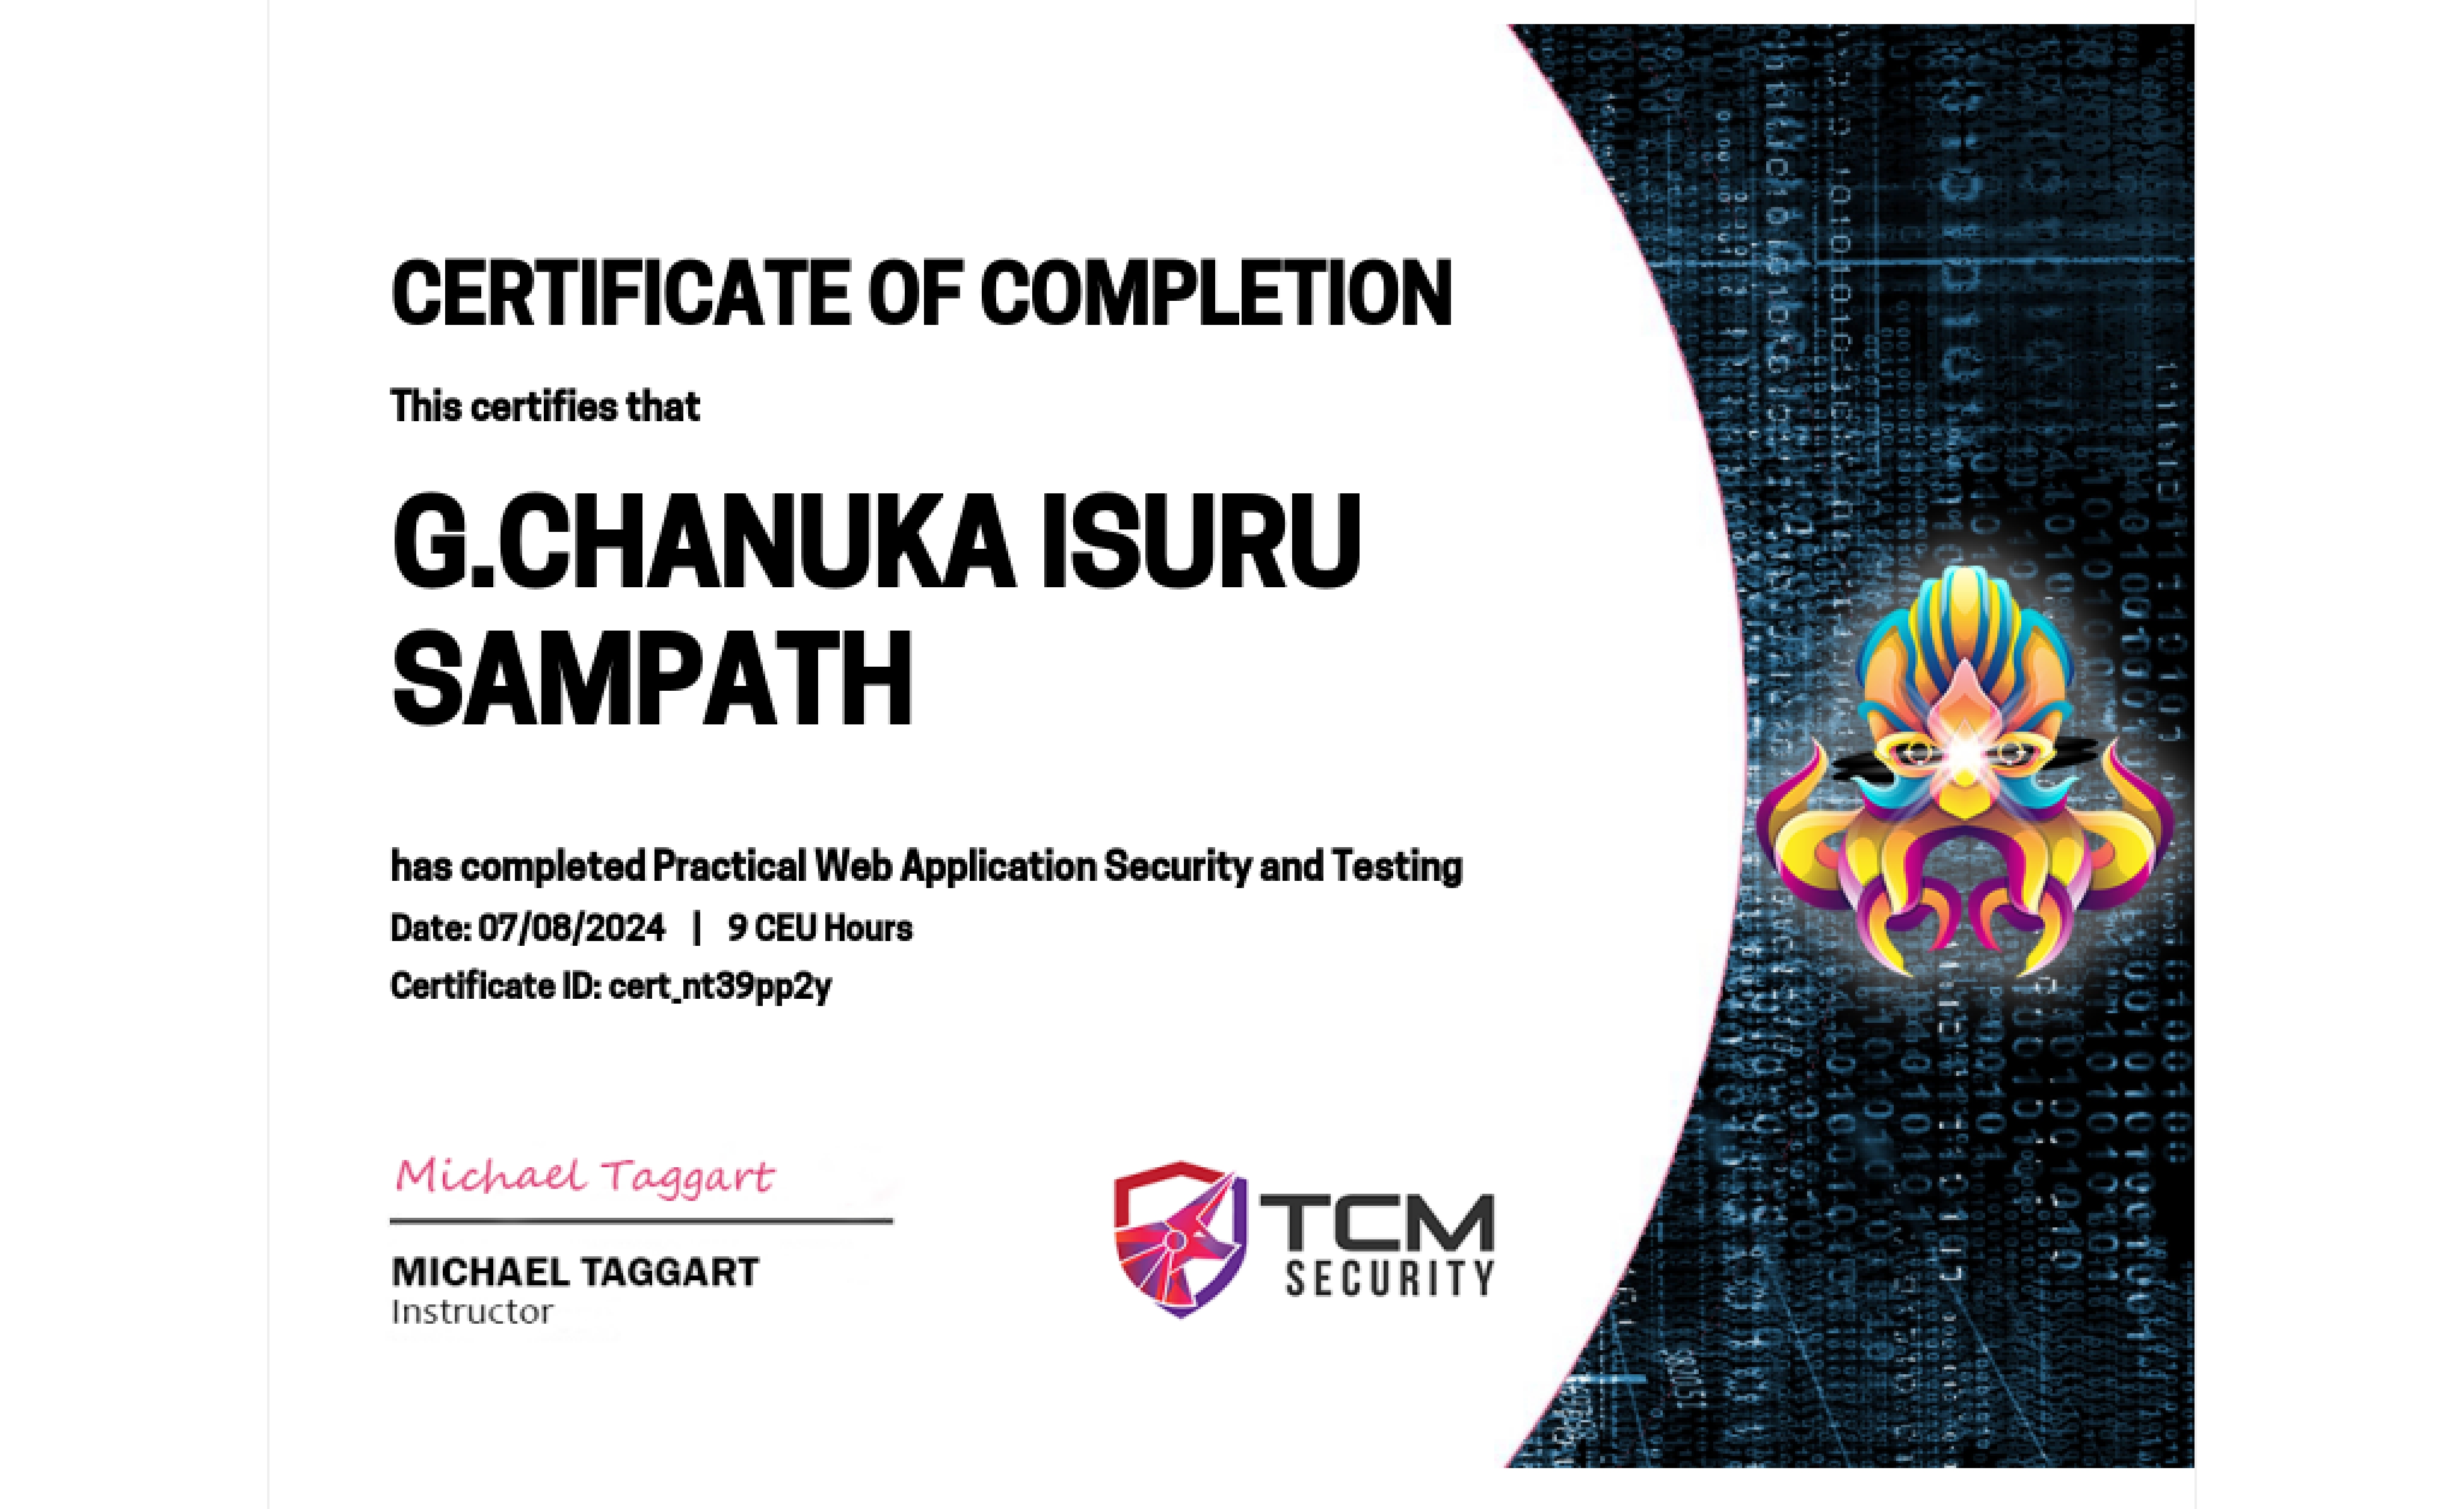 CERTIFICATE OF COMPLETION
This certifies that
G.CHANUKA ISURU
SAMPATH
has completed Practical Web Application Security and Testing
Date: 07/08/2024 | 9 CEU Hours
Certificate ID: cert_nt39pp2y
Michael Taggart
MICHAEL TAGGART
Instructor
TCM
SECURITY